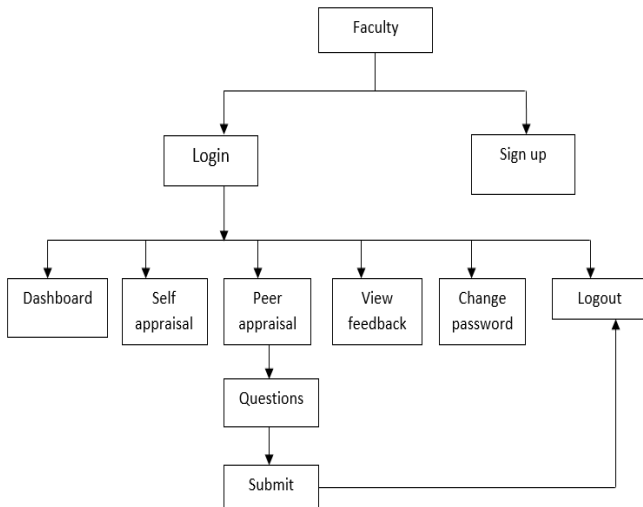 Faculty
Login
Sign up
Dashboard
Self
appraisal
Peer
appraisal
View
feedback
Change
password
Logout
Questions
Submit